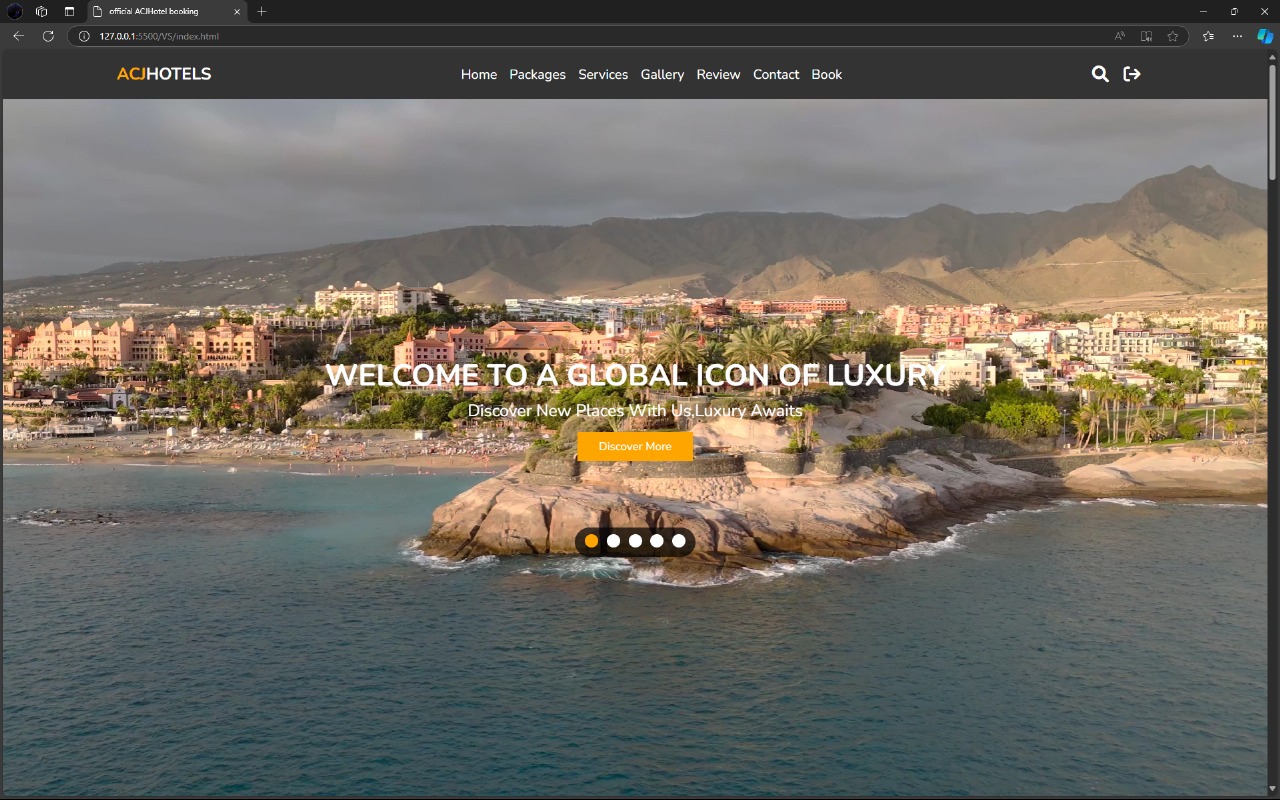 official ACJHotel booking
127.0.0.1:5500/VS/index.html
ACJHOTELS
Home Packages Services Gallery Review Contact Book
WELCOME TO A GLOBAL ICON OF LUXURY
Discover New Places With Us,Luxury Awaits
Discover More